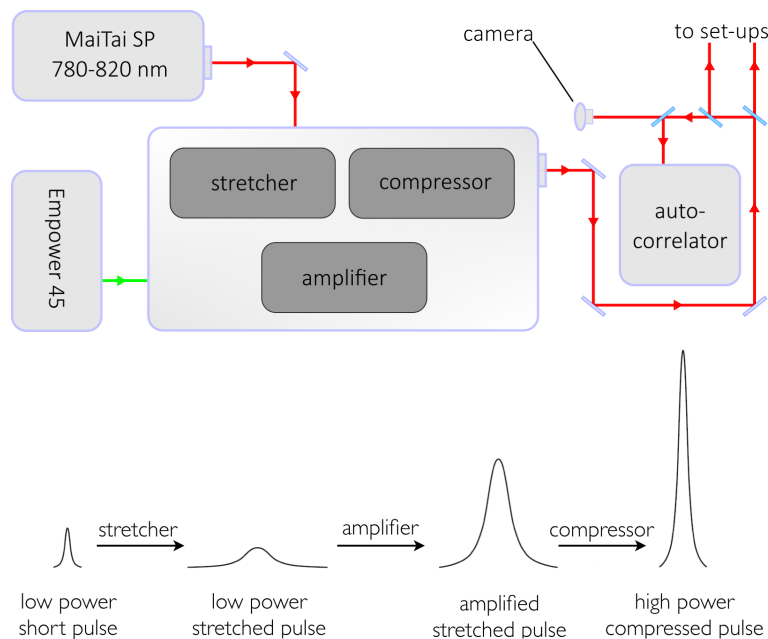 MaiTai SP
780-820 nm
camera
to set-ups
stretcher
compressor
auto-
correlator
Empower 45
amplifier
stretcher
amplifier
compressor
low power
short pulse
low power
stretched pulse
amplified
stretched pulse
high power
compressed pulse